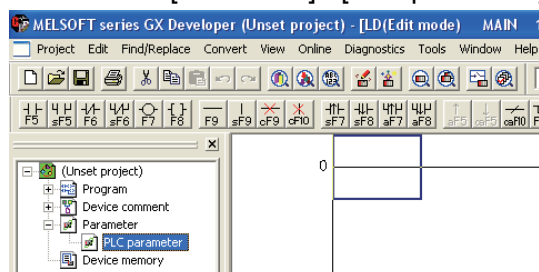 MELSOFT series GX Developer (Unset project) - [LD(Edit mode) MAIN
Project Edit Find/Replace Convert View Online Diagnostics Tools Window Help
F5 sF5 F6 sF6 F7 F8 F9 sF9 cF9 cF10 sF7 sF8 aF7 aF8 aF5 caF5 caF10
(Unset project)
0
Program
Device comment
Parameter
PLC parameter
Device memory